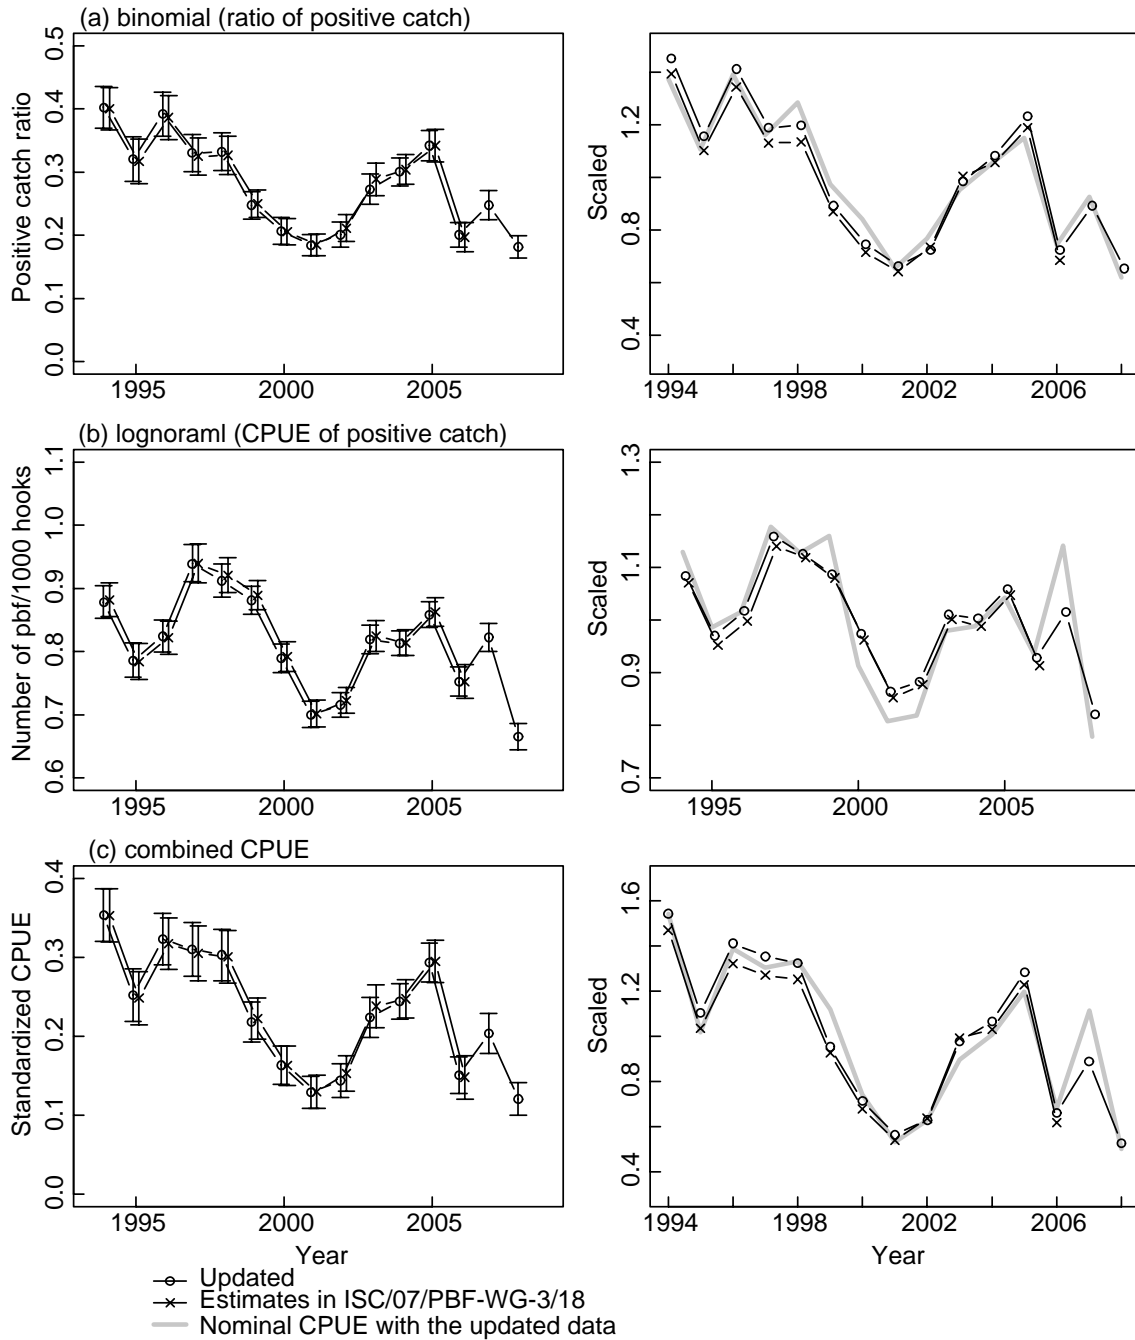 (a) binomial (ratio of positive catch)
Positive catch ratio
0.0 0.1 0.2 0.3 0.4 0.5
1995 2000 2005
Scaled
0.4 0.8 1.2
1994 1998 2002 2006
(b) lognoraml (CPUE of positive catch)
Number of pbf/1000 hooks
0.6 0.7 0.8 0.9 1.0 1.1
1995 2000 2005
Scaled
0.7 0.9 1.1 1.3
1995 2000 2005
(c) combined CPUE
Standardized CPUE
0.0 0.1 0.2 0.3 0.4
1995 2000 2005
Year
Scaled
0.4 0.8 1.2 1.6
1994 1998 2002 2006
Year
Updated
Estimates in ISC/07/PBF-WG-3/18
Nominal CPUE with the updated data